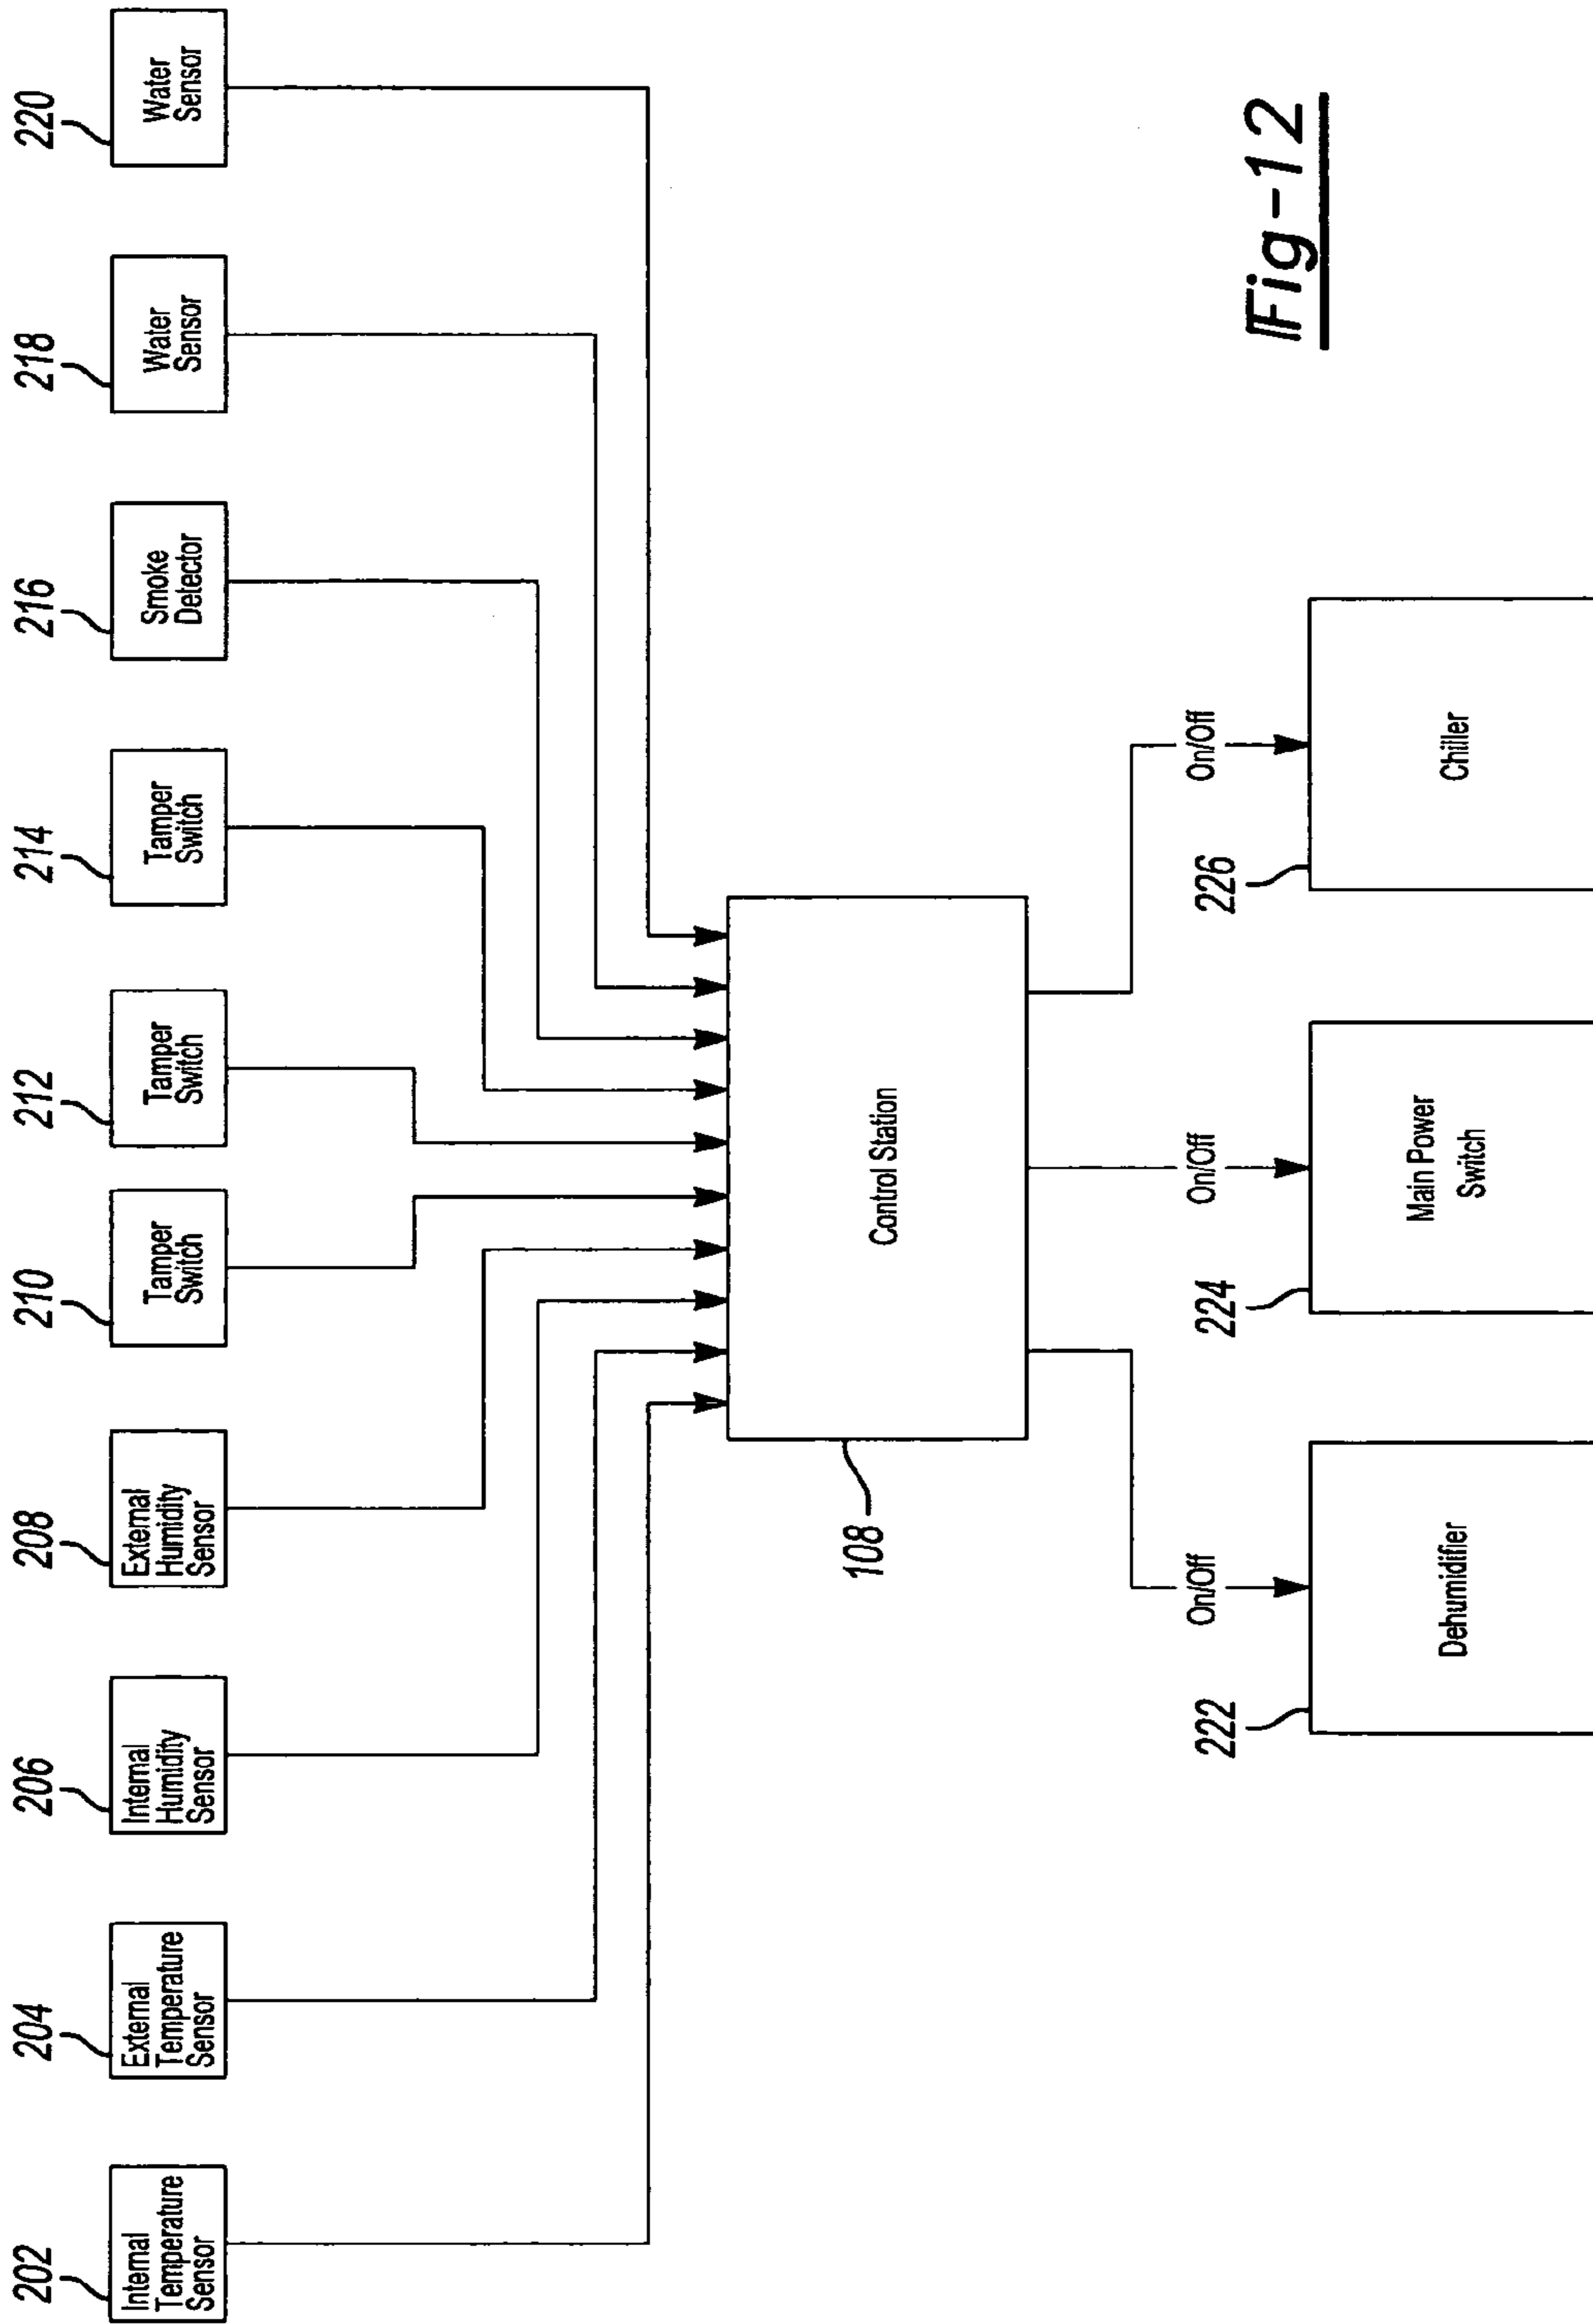 202
204
206
208
210
212
214
216
218
220
Internal
Temperature
Sensor
External
Temperature
Sensor
Internal
Humidity
Sensor
External
Humidity
Sensor
Tamper
Switch
Tamper
Switch
Tamper
Switch
Smoke
Detector
Water
Sensor
Water
Sensor
108
Control Station
On/Off
On/Off
On/Off
222
224
226
Dehumidifier
Main Power
Switch
Chiller
Fig-12